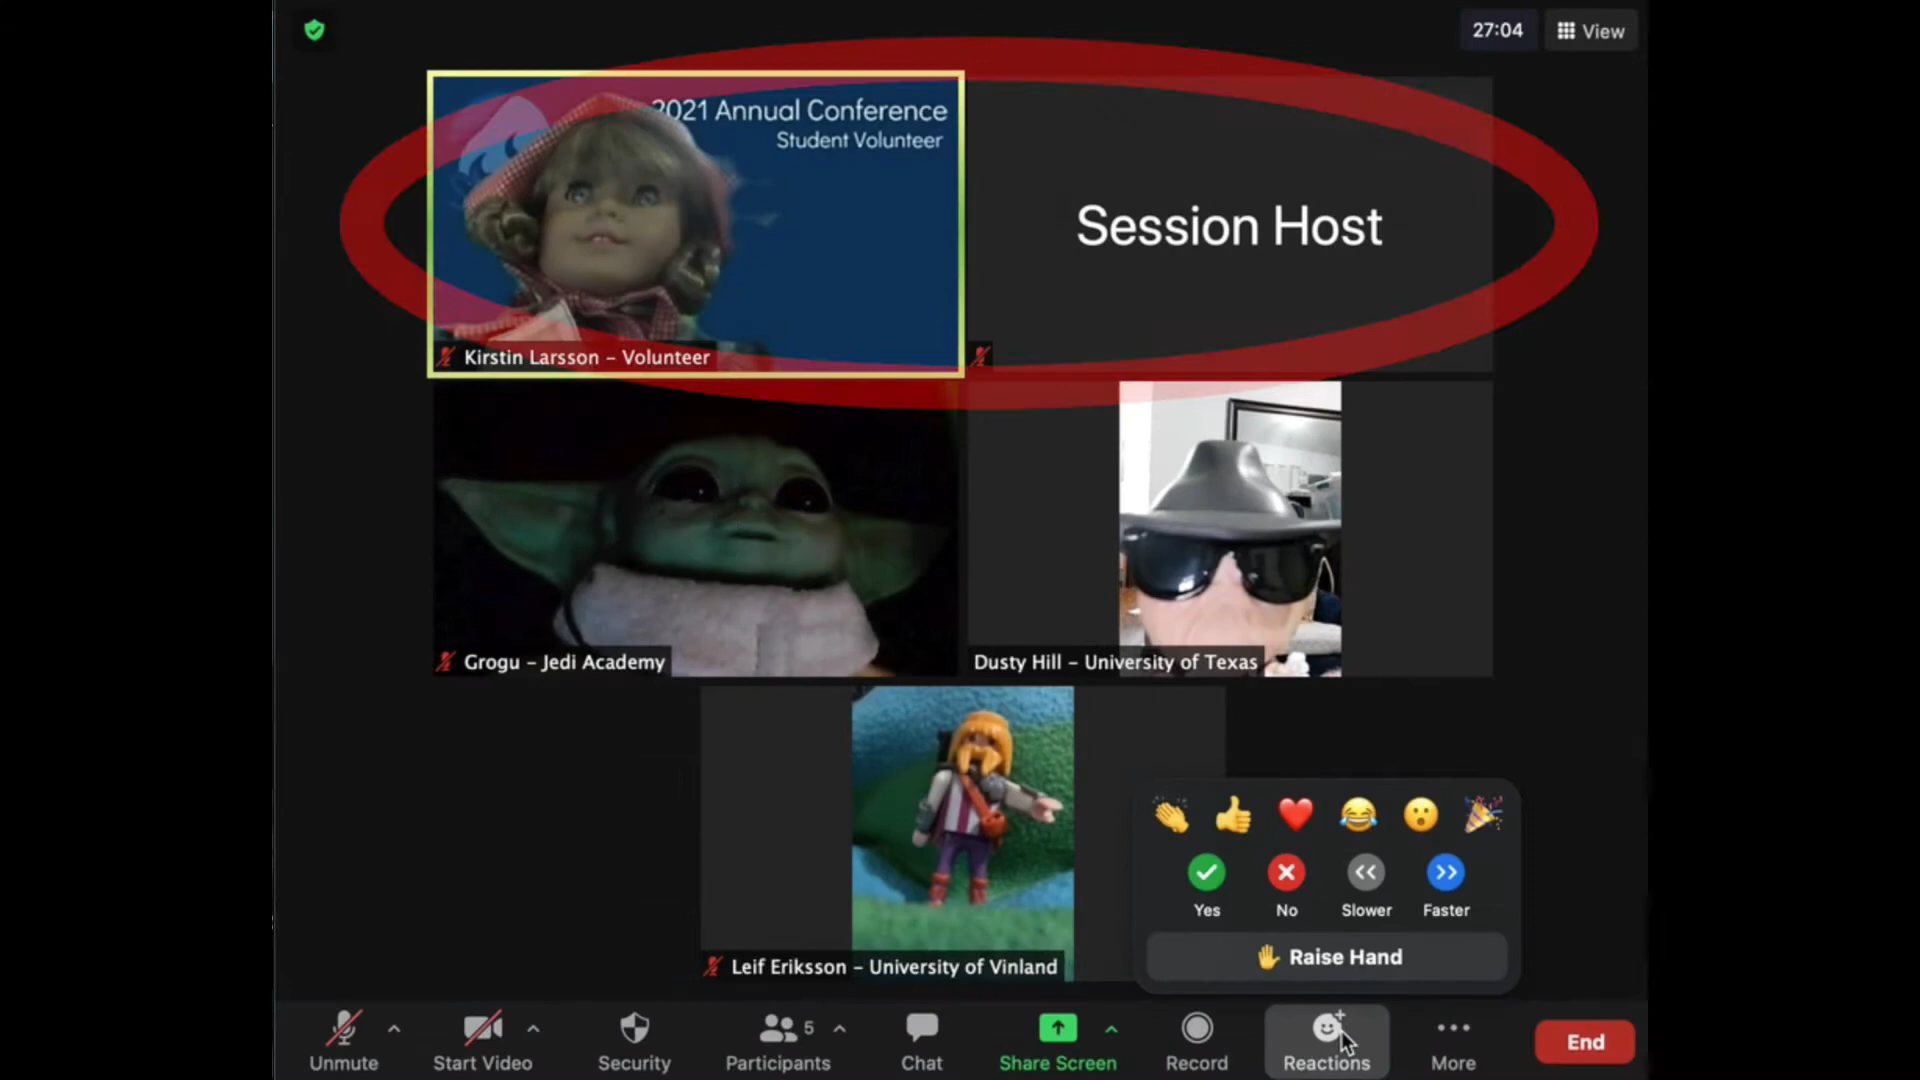 27:04
View
2021 Annual Conference
Student Volunteer
Session Host
Kirstin Larsson – Volunteer
Grogu – Jedi Academy
Dusty Hill – University of Texas
Leif Eriksson – University of Vinland
Yes
No
Slower
Faster
Raise Hand
Unmute
Start Video
Security
5
Participants
Chat
Share Screen
Record
Reactions
More
End